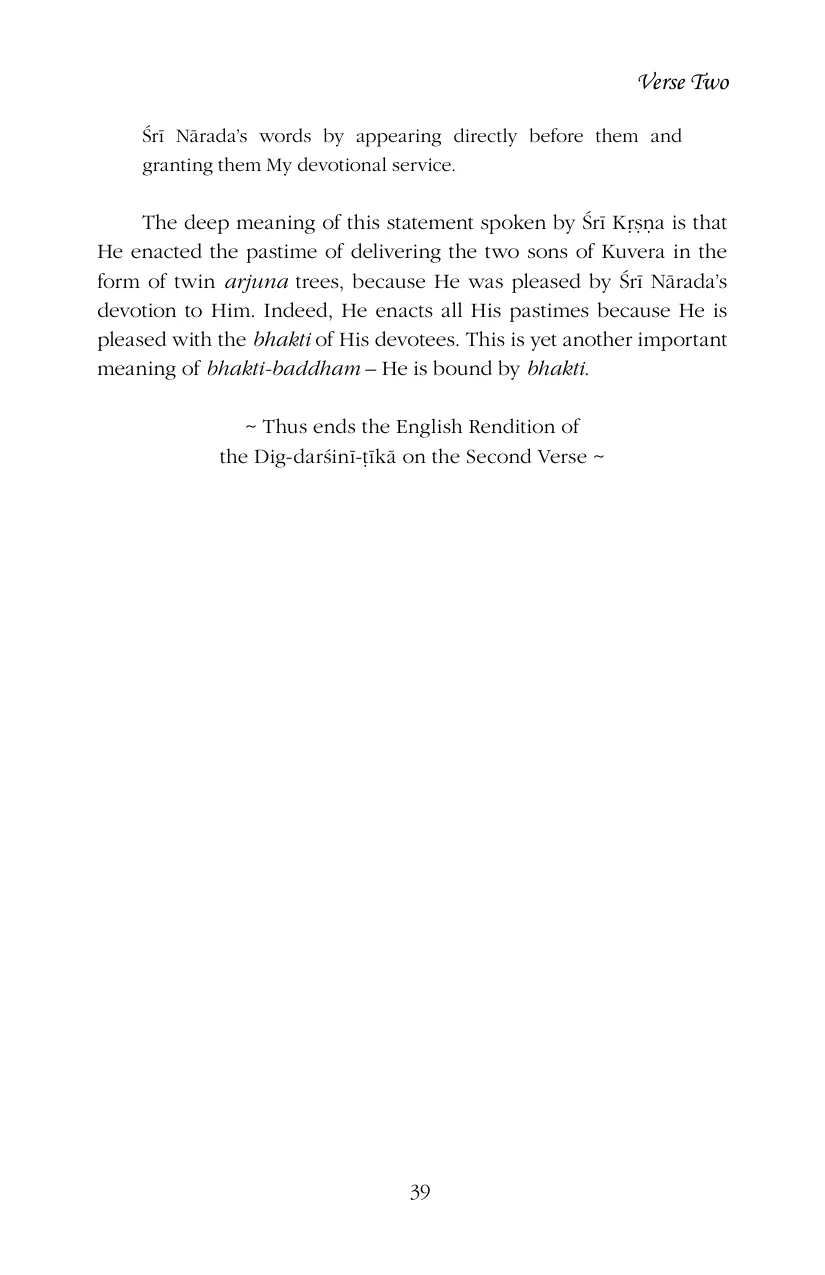 Verse Two
Śrī Nārada’s words by appearing directly before them and
granting them My devotional service.
The deep meaning of this statement spoken by Śrī Kṛṣṇa is that
He enacted the pastime of delivering the two sons of Kuvera in the
form of twin arjuna trees, because He was pleased by Śrī Nārada’s
devotion to Him. Indeed, He enacts all His pastimes because He is
pleased with the bhakti of His devotees. This is yet another important
meaning of bhakti-baddham – He is bound by bhakti.
~ Thus ends the English Rendition of
the Dig-darśinī-ṭīkā on the Second Verse ~
39